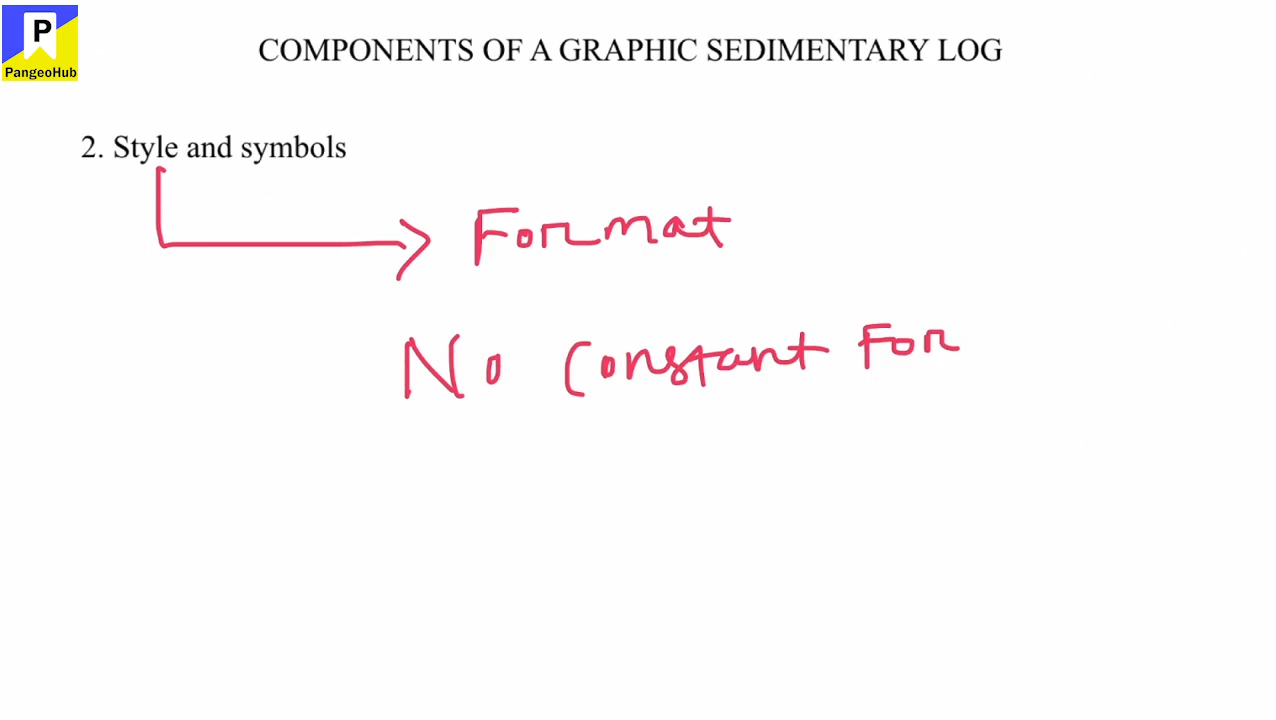 P
PangeoHub
COMPONENTS OF A GRAPHIC SEDIMENTARY LOG
2. Style and symbols
Format
No Constant For